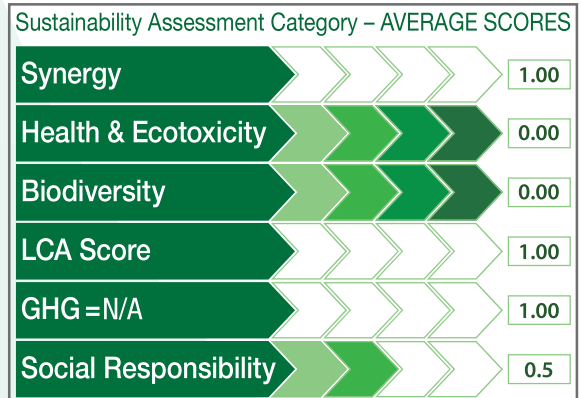 Sustainability Assessment Category – AVERAGE SCORES
Synergy 1.00
Health & Ecotoxicity 0.00
Biodiversity 0.00
LCA Score 1.00
GHG=N/A 1.00
Social Responsibility 0.5